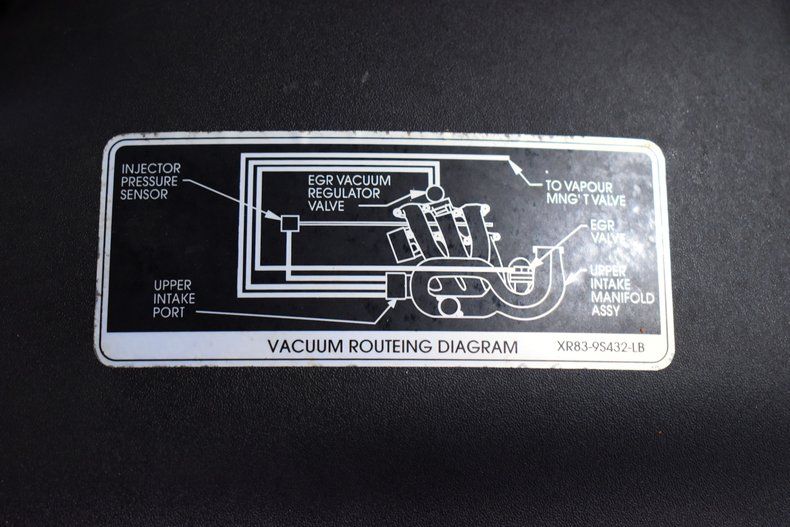 INJECTOR
PRESSURE
SENSOR
EGR VACUUM
REGULATOR
VALVE
TO VAPOUR
MNG'T VALVE
EGR
VALVE
UPPER
INTAKE
PORT
UPPER
INTAKE
MANIFOLD
ASSY
VACUUM ROUTEING DIAGRAM
XR83-9S432-LB